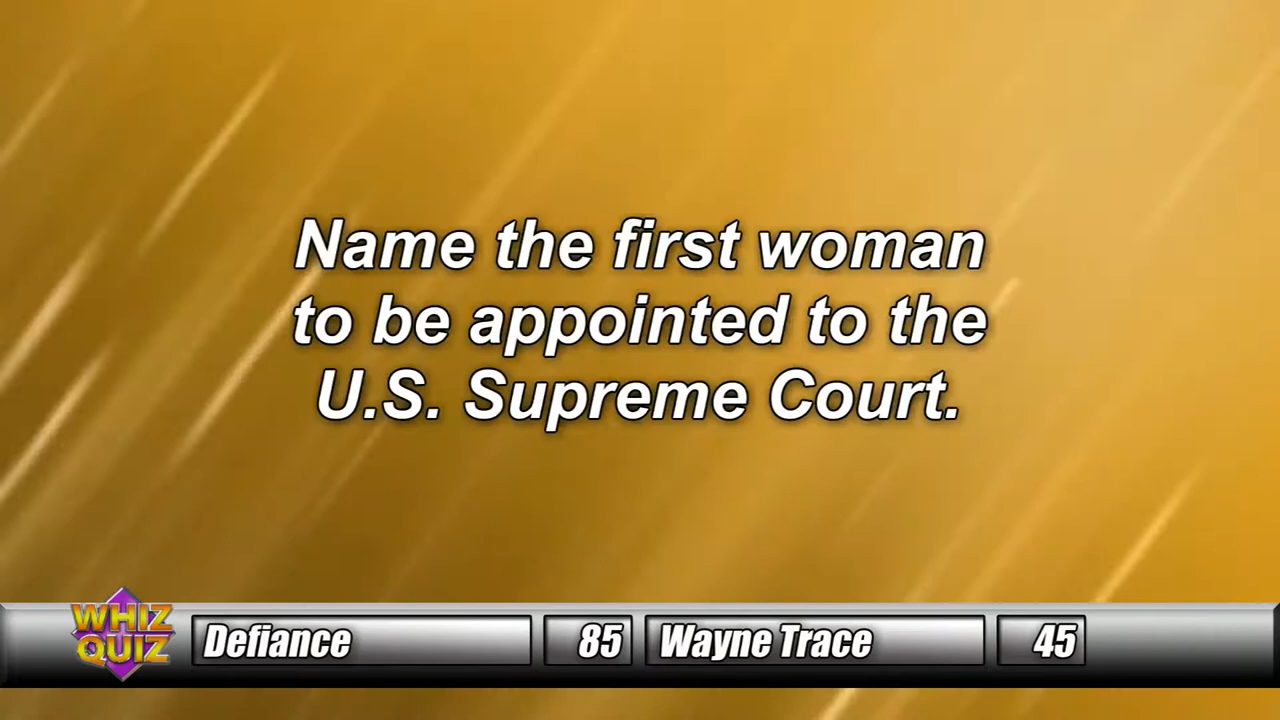 Name the first woman
to be appointed to the
U.S. Supreme Court.
WHIZ
QUIZ
Defiance 85 Wayne Trace 45